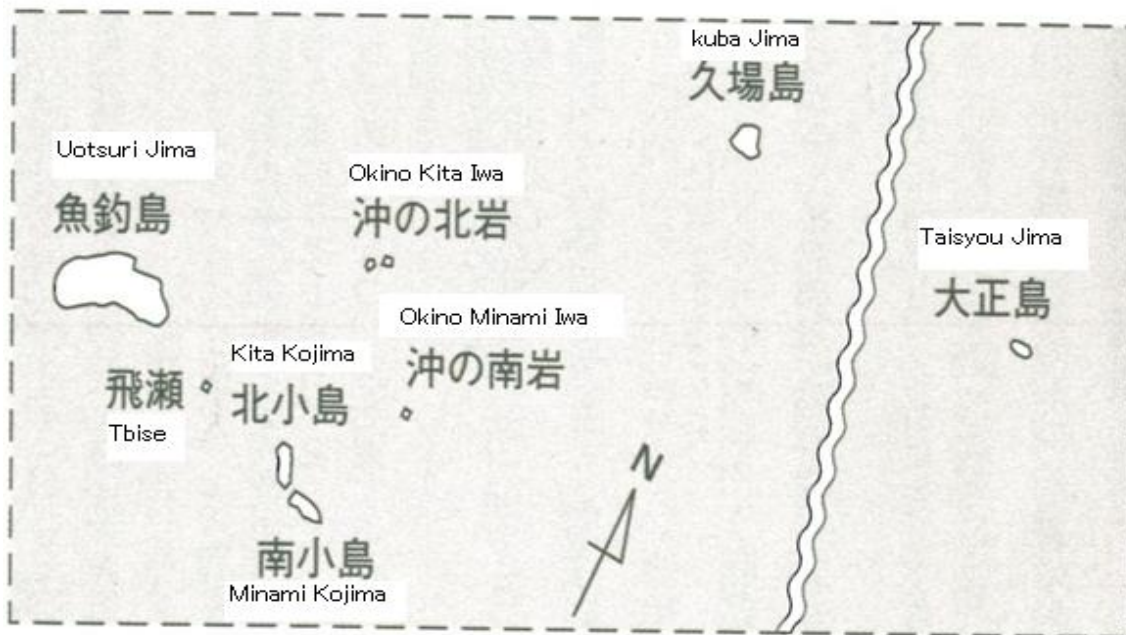 kuba Jima
久場島
Uotsuri Jima
魚釣島
Okino Kita Iwa
沖の北岩
Taisyou Jima
大正島
Okino Minami Iwa
沖の南岩
Kita Kojima
北小島
飛瀬
Tbise
N
南小島
Minami Kojima